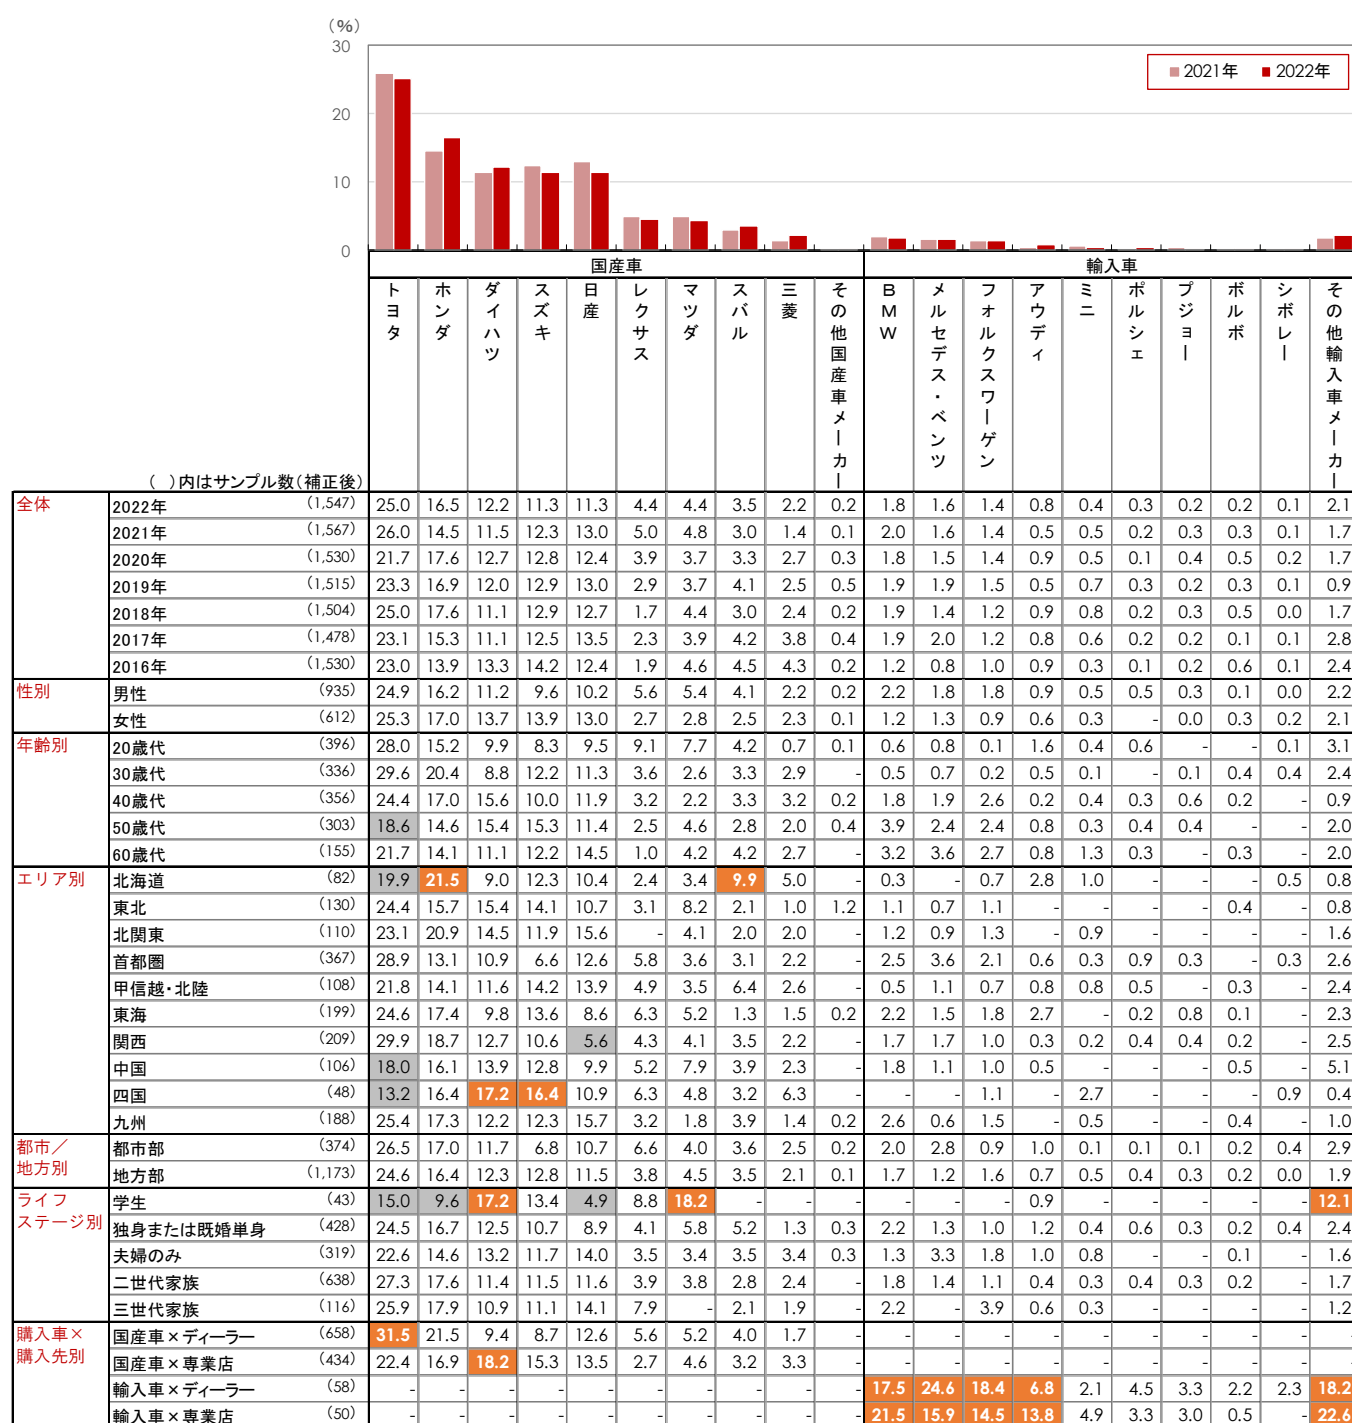 (%)
30
20
10
0
2021年 2022年
国産車 輸入車
トヨタ ホンダ ダイハツ スズキ 日産 レクサス マツダ スバル 三菱 その他国産車メーカー BMW メルセデス・ベンツ フォルクスワーゲン アウディ ミニ ポルシェ プジョー ボルボ シボレー その他輸入車メーカー
( )内はサンプル数(補正後)
全体 2022年 (1,547) 25.0 16.5 12.2 11.3 11.3 4.4 4.4 3.5 2.2 0.2 1.8 1.6 1.4 0.8 0.4 0.3 0.2 0.2 0.1 2.1
2021年 (1,567) 26.0 14.5 11.5 12.3 13.0 5.0 4.8 3.0 1.4 0.1 2.0 1.6 1.4 0.5 0.5 0.2 0.3 0.3 0.1 1.7
2020年 (1,530) 21.7 17.6 12.7 12.8 12.4 3.9 3.7 3.3 2.7 0.3 1.8 1.5 1.4 0.9 0.5 0.1 0.4 0.5 0.2 1.7
2019年 (1,515) 23.3 16.9 12.0 12.9 13.0 2.9 3.7 4.1 2.5 0.5 1.9 1.9 1.5 0.5 0.7 0.3 0.2 0.3 0.1 0.9
2018年 (1,504) 25.0 17.6 11.1 12.9 12.7 1.7 4.4 3.0 2.4 0.2 1.9 1.4 1.2 0.9 0.8 0.2 0.3 0.5 0.0 1.7
2017年 (1,478) 23.1 15.3 11.1 12.5 13.5 2.3 3.9 4.2 3.8 0.4 1.9 2.0 1.2 0.8 0.6 0.2 0.2 0.1 0.1 2.8
2016年 (1,530) 23.0 13.9 13.3 14.2 12.4 1.9 4.6 4.5 4.3 0.2 1.2 0.8 1.0 0.9 0.3 0.1 0.2 0.6 0.1 2.4
性別 男性 (935) 24.9 16.2 11.2 9.6 10.2 5.6 5.4 4.1 2.2 0.2 2.2 1.8 1.8 0.9 0.5 0.5 0.3 0.1 0.0 2.2
女性 (612) 25.3 17.0 13.7 13.9 13.0 2.7 2.8 2.5 2.3 0.1 1.2 1.3 0.9 0.6 0.3 - 0.0 0.3 0.2 2.1
年齢別 20歳代 (396) 28.0 15.2 9.9 8.3 9.5 9.1 7.7 4.2 0.7 0.1 0.6 0.8 0.1 1.6 0.4 0.6 - - 0.1 3.1
30歳代 (336) 29.6 20.4 8.8 12.2 11.3 3.6 2.6 3.3 2.9 - 0.5 0.7 0.2 0.5 0.1 - 0.1 0.4 0.4 2.4
40歳代 (356) 24.4 17.0 15.6 10.0 11.9 3.2 2.2 3.3 3.2 0.2 1.8 1.9 2.6 0.2 0.4 0.3 0.6 0.2 - 0.9
50歳代 (303) 18.6 14.6 15.4 15.3 11.4 2.5 4.6 2.8 2.0 0.4 3.9 2.4 2.4 0.8 0.3 0.4 0.4 - - 2.0
60歳代 (155) 21.7 14.1 11.1 12.2 14.5 1.0 4.2 4.2 2.7 - 3.2 3.6 2.7 0.8 1.3 0.3 - 0.3 - 2.0
エリア別 北海道 (82) 19.9 21.5 9.0 12.3 10.4 2.4 3.4 9.9 5.0 - 0.3 - 0.7 2.8 1.0 - - - 0.5 0.8
東北 (130) 24.4 15.7 15.4 14.1 10.7 3.1 8.2 2.1 1.0 1.2 1.1 0.7 1.1 - - - - 0.4 - 0.8
北関東 (110) 23.1 20.9 14.5 11.9 15.6 - 4.1 2.0 2.0 - 1.2 0.9 1.3 - 0.9 - - - - 1.6
首都圏 (367) 28.9 13.1 10.9 6.6 12.6 5.8 3.6 3.1 2.2 - 2.5 3.6 2.1 0.6 0.3 0.9 0.3 - 0.3 2.6
甲信越・北陸 (108) 21.8 14.1 11.6 14.2 13.9 4.9 3.5 6.4 2.6 - 0.5 1.1 0.7 0.8 0.8 0.5 - 0.3 - 2.4
東海 (199) 24.6 17.4 9.8 13.6 8.6 6.3 5.2 1.3 1.5 0.2 2.2 1.5 1.8 2.7 - 0.2 0.8 0.1 - 2.3
関西 (209) 29.9 18.7 12.7 10.6 5.6 4.3 4.1 3.5 2.2 - 1.7 1.7 1.0 0.3 0.2 0.4 0.4 0.2 - 2.5
中国 (106) 18.0 16.1 13.9 12.8 9.9 5.2 7.9 3.9 2.3 - 1.8 1.1 1.0 0.5 - - - 0.5 - 5.1
四国 (48) 13.2 16.4 17.2 16.4 10.9 6.3 4.8 3.2 6.3 - - - 1.1 - 2.7 - - - 0.9 0.4
九州 (188) 25.4 17.3 12.2 12.3 15.7 3.2 1.8 3.9 1.4 0.2 2.6 0.6 1.5 - 0.5 - - 0.4 - 1.0
都市/ 都市部 (374) 26.5 17.0 11.7 6.8 10.7 6.6 4.0 3.6 2.5 0.2 2.0 2.8 0.9 1.0 0.1 0.1 0.1 0.2 0.4 2.9
地方別 地方部 (1,173) 24.6 16.4 12.3 12.8 11.5 3.8 4.5 3.5 2.1 0.1 1.7 1.2 1.6 0.7 0.5 0.4 0.3 0.2 0.0 1.9
ライフ 学生 (43) 15.0 9.6 17.2 13.4 4.9 8.8 18.2 - - - - - - 0.9 - - - - - 12.1
ステージ別 独身または既婚単身 (428) 24.5 16.7 12.5 10.7 8.9 4.1 5.8 5.2 1.3 0.3 2.2 1.3 1.0 1.2 0.4 0.6 0.3 0.2 0.4 2.4
夫婦のみ (319) 22.6 14.6 13.2 11.7 14.0 3.5 3.4 3.5 3.4 0.3 1.3 3.3 1.8 1.0 0.8 - - 0.1 - 1.6
二世代家族 (638) 27.3 17.6 11.4 11.5 11.6 3.9 3.8 2.8 2.4 - 1.8 1.4 1.1 0.4 0.3 0.4 0.3 0.2 - 1.7
三世代家族 (116) 25.9 17.9 10.9 11.1 14.1 7.9 - 2.1 1.9 - 2.2 - 3.9 0.6 0.3 - - - - 1.2
購入車× 国産車×ディーラー (658) 31.5 21.5 9.4 8.7 12.6 5.6 5.2 4.0 1.7 - - - - - - - - - - -
購入先別 国産車×専業店 (434) 22.4 16.9 18.2 15.3 13.5 2.7 4.6 3.2 3.3 - - - - - - - - - - -
輸入車×ディーラー (58) - - - - - - - - - - 17.5 24.6 18.4 6.8 2.1 4.5 3.3 2.2 2.3 18.2
輸入車×専業店 (50) - - - - - - - - - - 21.5 15.9 14.5 13.8 4.9 3.3 3.0 0.5 - 22.6